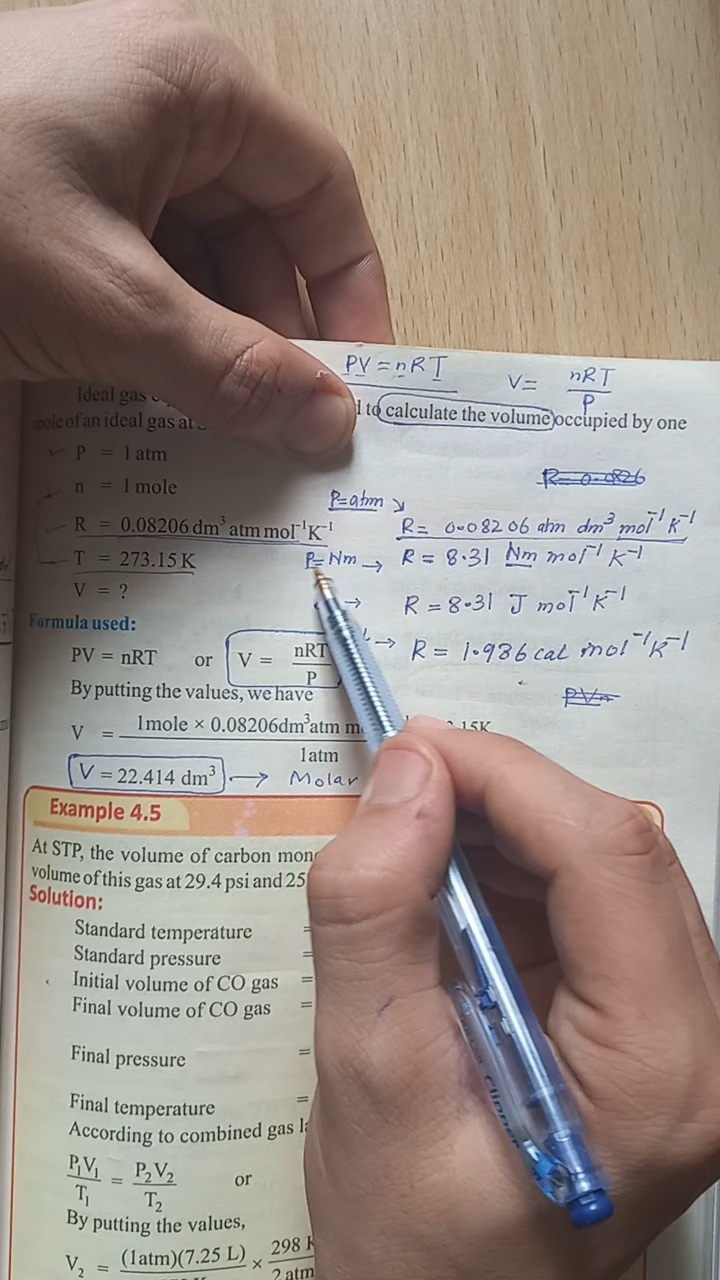 PV = nRT
V = nRT / P
Ideal gas
to calculate the volume occupied by one
mole of an ideal gas at
P = 1 atm
R = 0.0826
n = 1 mole
P=atm ↘
R = 0.08206 dm³ atm mol⁻¹K⁻¹
R = 0.08206 atm dm³ mol⁻¹ K⁻¹
T = 273.15 K
P = Nm → R = 8.31 Nm mol⁻¹ K⁻¹
V = ?
→ R = 8.31 J mol⁻¹ K⁻¹
Formula used:
PV = nRT or V = nRT / P
→ R = 1.986 cal mol⁻¹ K⁻¹
By putting the values, we have
PVn
V = 1mole × 0.08206dm³atm m 15K / 1atm
V = 22.414 dm³ → Molar
Example 4.5
At STP, the volume of carbon
volume of this gas at 29.4 psi and 25
Solution:
Standard temperature =
Standard pressure =
Initial volume of CO gas =
Final volume of CO gas =
Final pressure =
Final temperature =
According to combined gas
P₁V₁ / T₁ = P₂V₂ / T₂ or
By putting the values,
V₂ = (1atm)(7.25 L) × 298 K
2 atm
Clipper